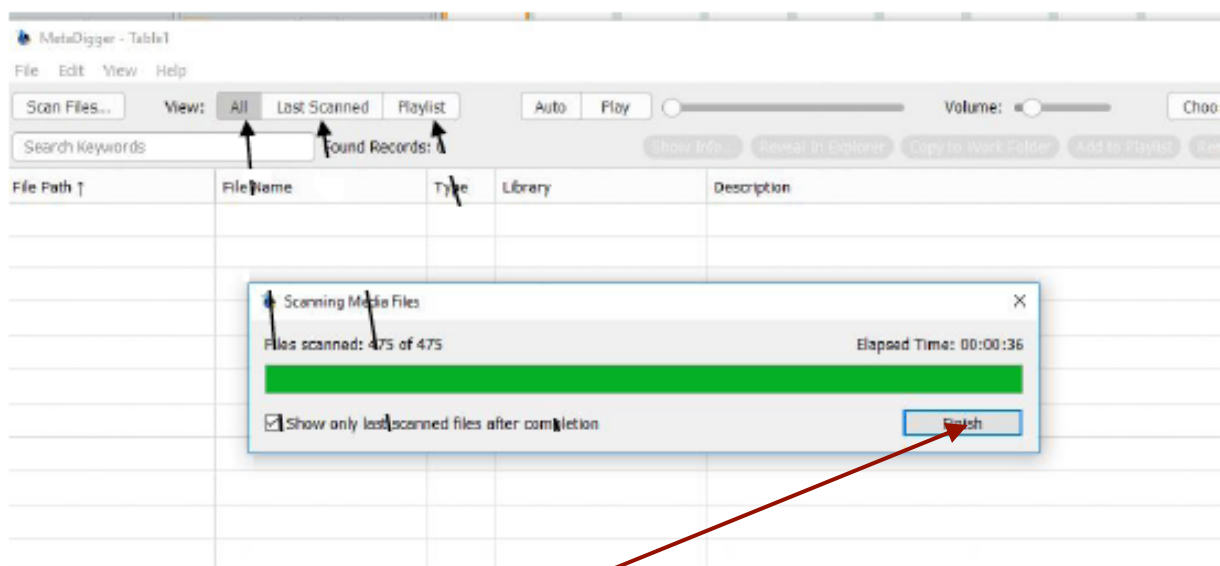 MetaDigger - Table1
File Edit View Help
Scan Files... View: All Last Scanned Playlist Auto Play Volume:
Search Keywords Found Records: Show Info... Reveal In Explorer Copy to Work Folder Add to Playlist
File Path ↑ File Name Type Library Description
Scanning Media Files
Files scanned: 475 of 475 Elapsed Time: 00:00:36
Show only last scanned files after completion Finish